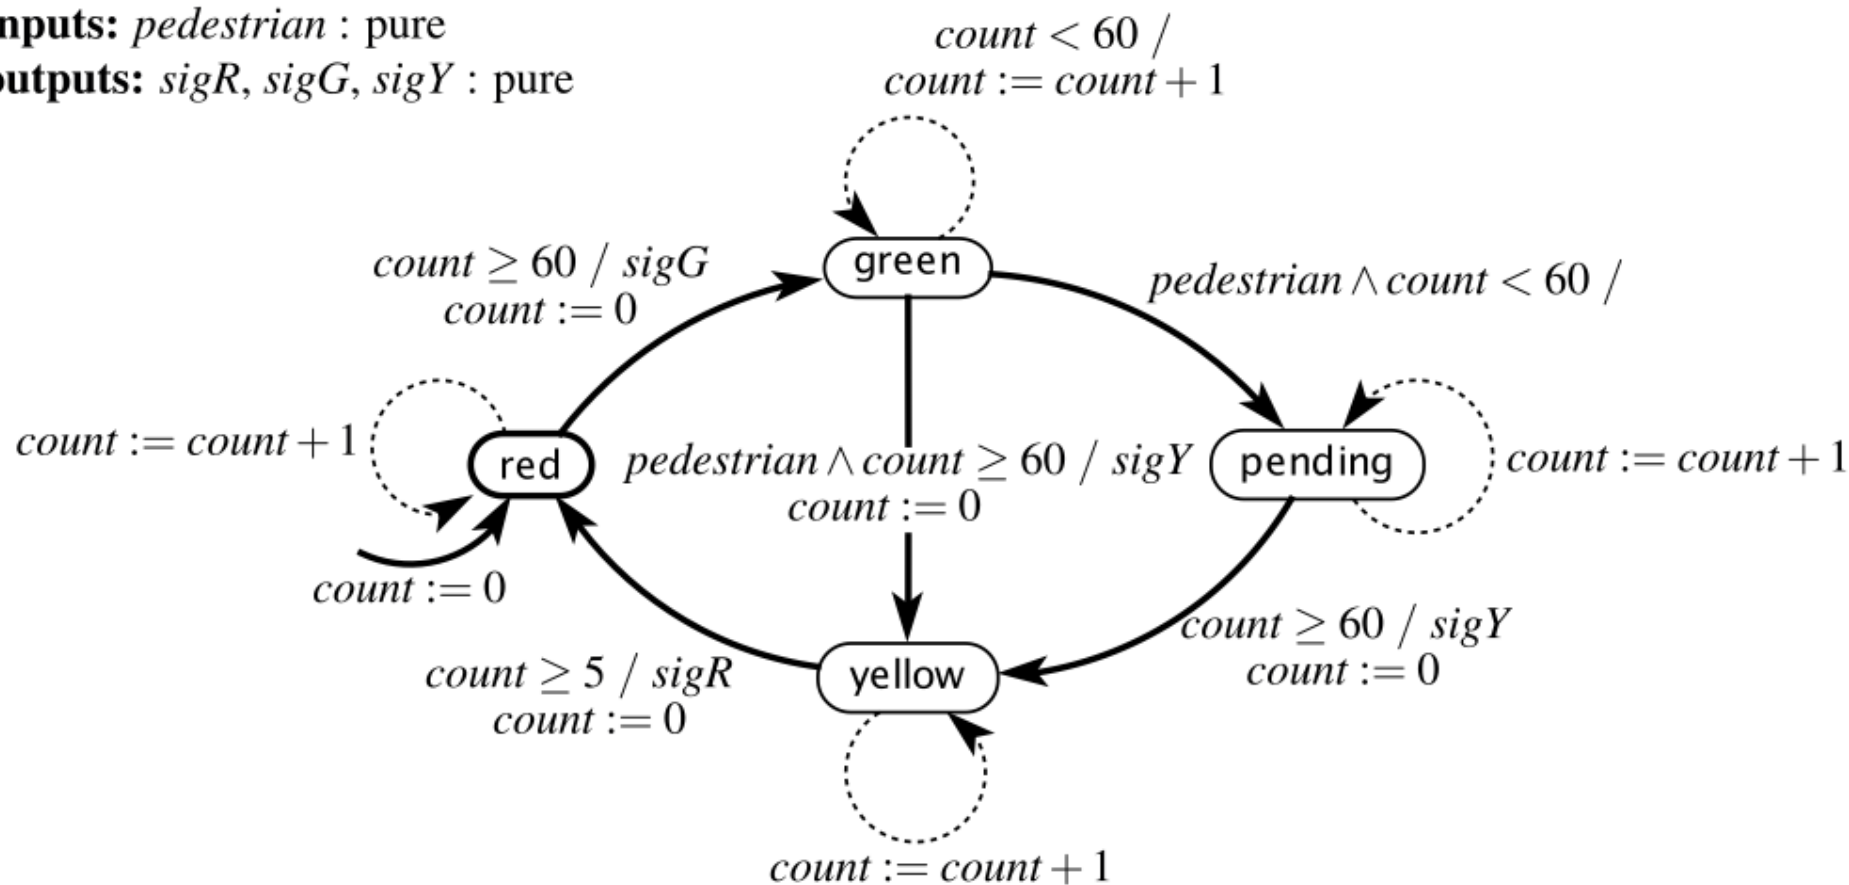 nputs: pedestrian : pure
outputs: sigR, sigG, sigY : pure
count < 60 /
count := count + 1
green
count ≥ 60 / sigG
count := 0
pedestrian ∧ count < 60 /
count := count + 1
red
pedestrian ∧ count ≥ 60 / sigY
count := 0
pending
count := count + 1
count := 0
count ≥ 60 / sigY
count := 0
count ≥ 5 / sigR
count := 0
yellow
count := count + 1